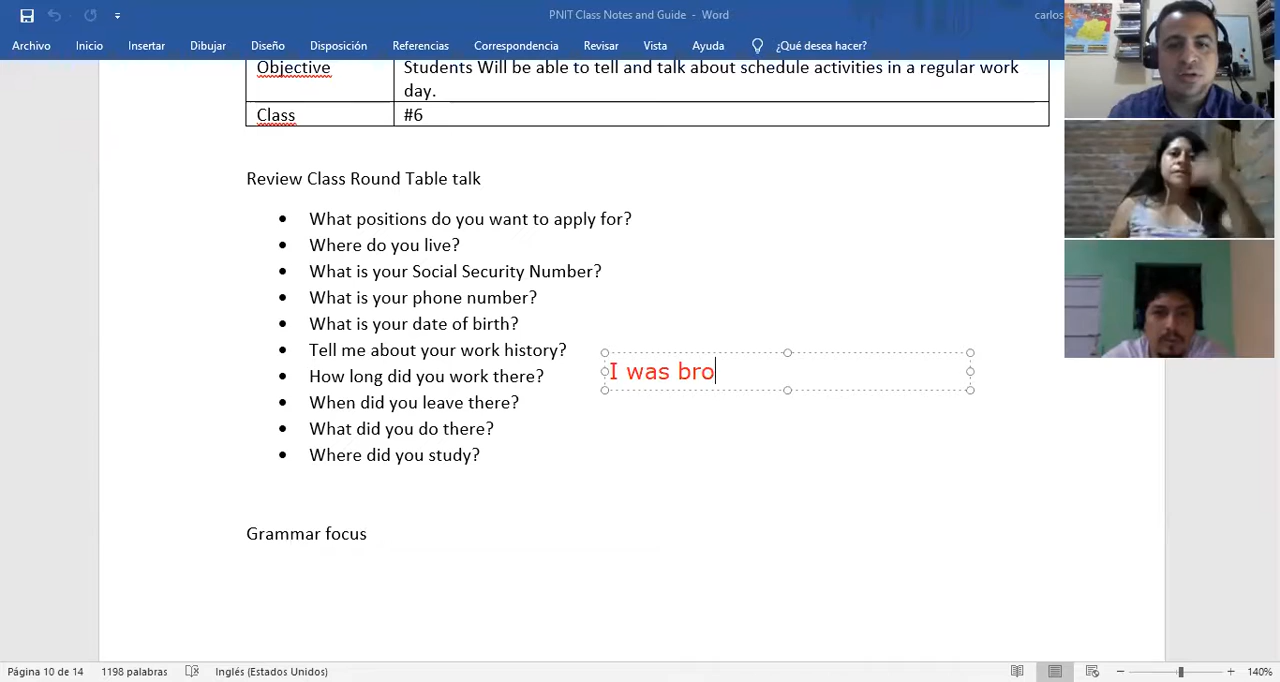 PNIT Class Notes and Guide - Word
carlos
Archivo Inicio Insertar Dibujar Diseño Disposición Referencias Correspondencia Revisar Vista Ayuda ¿Qué desea hacer?
Objective Students Will be able to tell and talk about schedule activities in a regular work
day.
Class #6
Review Class Round Table talk
• What positions do you want to apply for?
• Where do you live?
• What is your Social Security Number?
• What is your phone number?
• What is your date of birth?
• Tell me about your work history?
• How long did you work there?
I was bro
• When did you leave there?
• What did you do there?
• Where did you study?
Grammar focus
Página 10 de 14 1198 palabras Inglés (Estados Unidos) 140%